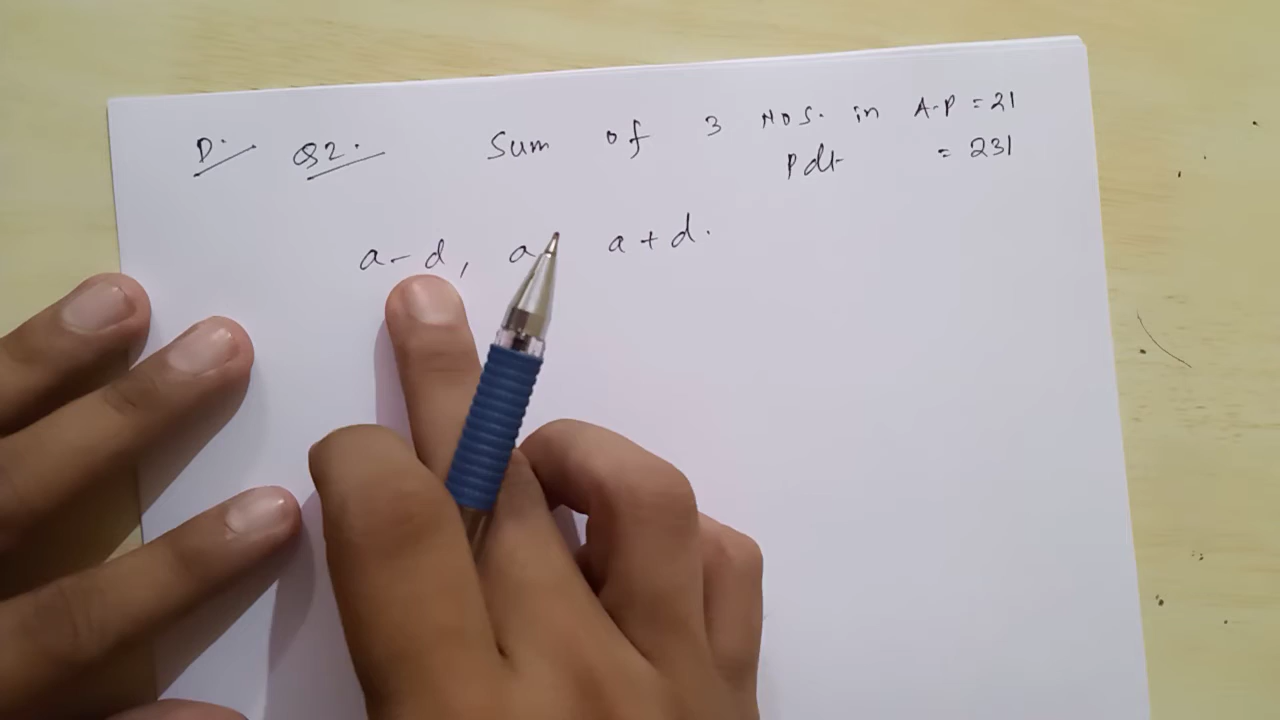 D. Q2. Sum of 3 NOS. in A.P = 21
Pdt = 231
a - d, a, a + d.